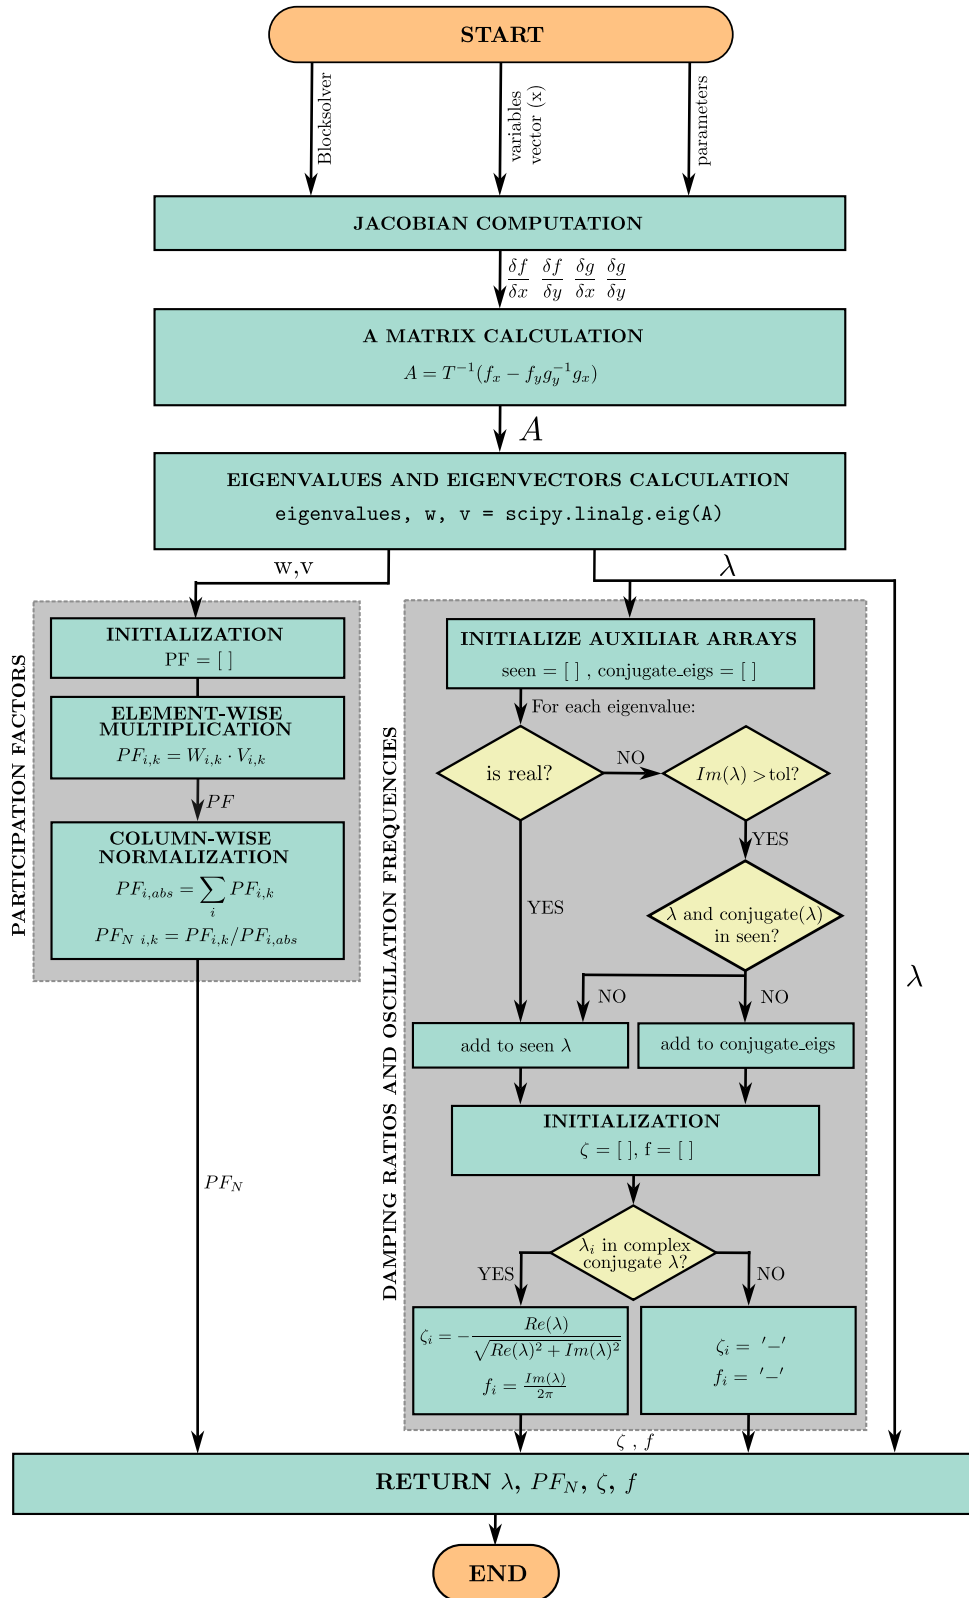 START
Blocksolver
variables
vector (x)
parameters
JACOBIAN COMPUTATION
δf/δx δf/δy δg/δx δg/δy
A MATRIX CALCULATION
A = T⁻¹(f_x − f_y g_y⁻¹ g_x)
A
EIGENVALUES AND EIGENVECTORS CALCULATION
eigenvalues, w, v = scipy.linalg.eig(A)
w,v
λ
PARTICIPATION FACTORS
INITIALIZATION
PF = [ ]
ELEMENT-WISE
MULTIPLICATION
PF_{i,k} = W_{i,k} · V_{i,k}
PF
COLUMN-WISE
NORMALIZATION
PF_{i,abs} = ∑_i PF_{i,k}
PF_{N i,k} = PF_{i,k}/PF_{i,abs}
PF_N
DAMPING RATIOS AND OSCILLATION FREQUENCIES
INITIALIZE AUXILIAR ARRAYS
seen = [ ] , conjugate_eigs = [ ]
For each eigenvalue:
is real?
NO
Im(λ) > tol?
YES
YES
λ and conjugate(λ)
in seen?
NO
NO
add to seen λ
add to conjugate_eigs
INITIALIZATION
ζ = [ ], f = [ ]
λ_i in complex
conjugate λ?
YES
NO
ζ_i = −Re(λ)/√(Re(λ)² + Im(λ)²)
f_i = Im(λ)/2π
ζ_i = '−'
f_i = '−'
λ
ζ , f
RETURN λ, PF_N, ζ, f
END